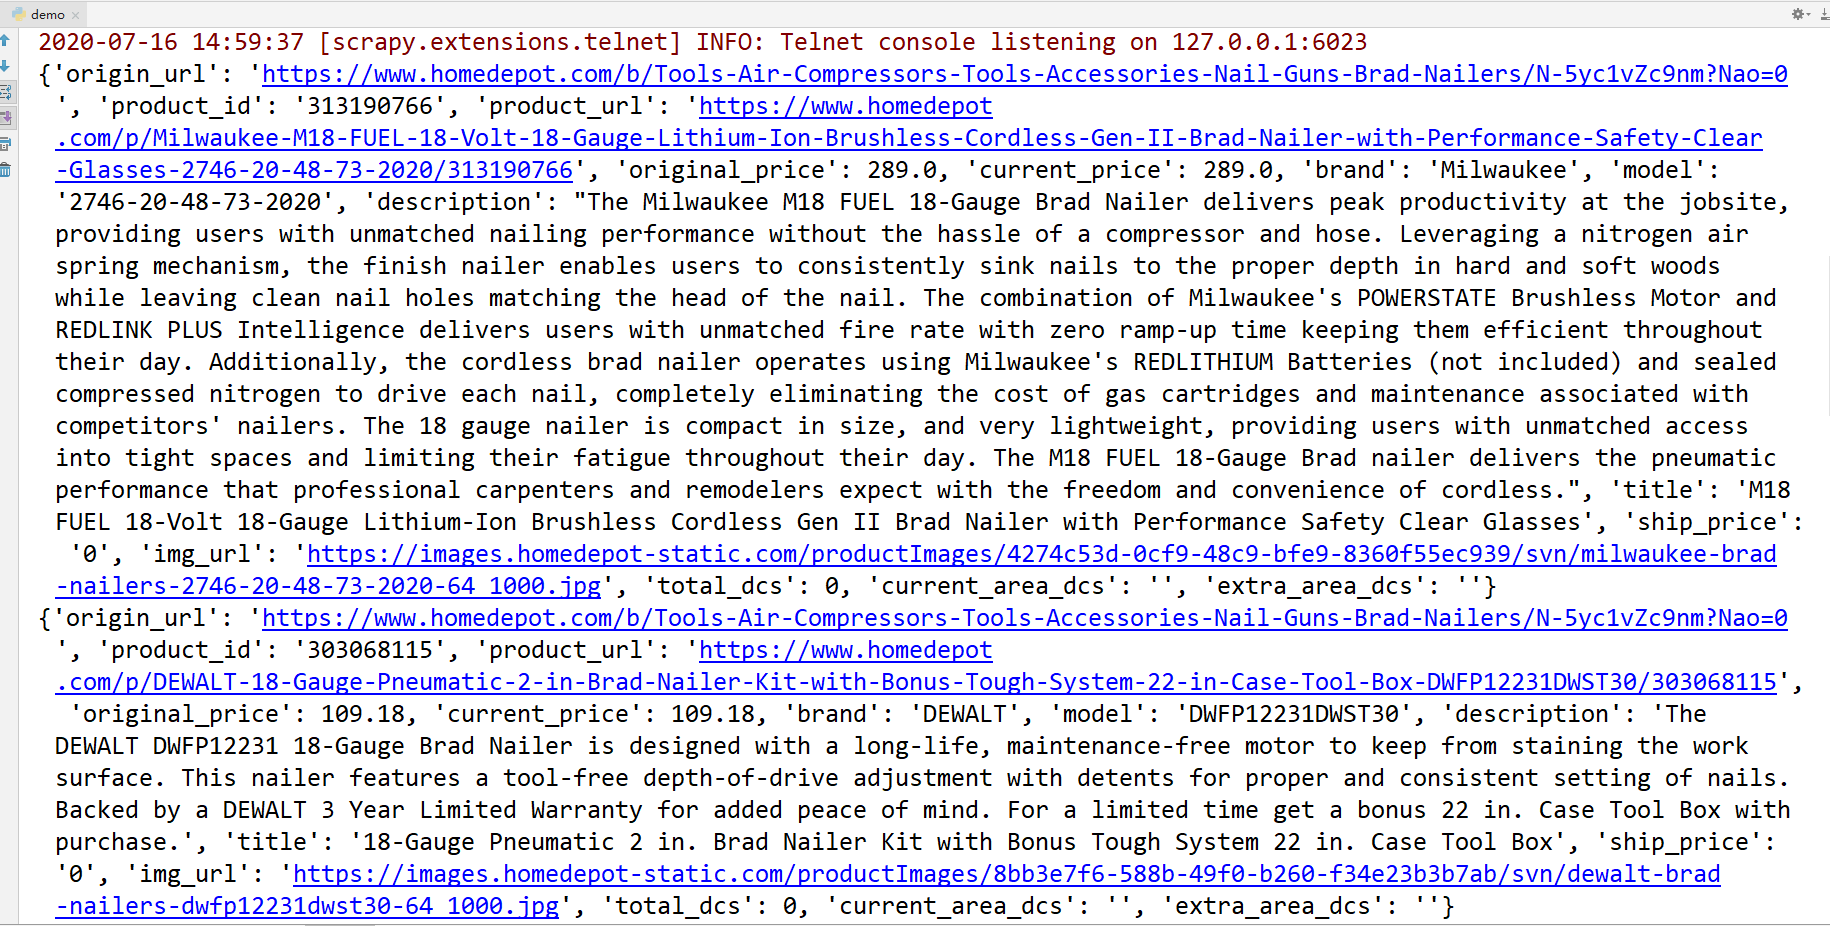 demo
2020-07-16 14:59:37 [scrapy.extensions.telnet] INFO: Telnet console listening on 127.0.0.1:6023
{'origin_url': 'https://www.homedepot.com/b/Tools-Air-Compressors-Tools-Accessories-Nail-Guns-Brad-Nailers/N-5yc1vZc9nm?Nao=0
', 'product_id': '313190766', 'product_url': 'https://www.homedepot
.com/p/Milwaukee-M18-FUEL-18-Volt-18-Gauge-Lithium-Ion-Brushless-Cordless-Gen-II-Brad-Nailer-with-Performance-Safety-Clear
-Glasses-2746-20-48-73-2020/313190766', 'original_price': 289.0, 'current_price': 289.0, 'brand': 'Milwaukee', 'model':
'2746-20-48-73-2020', 'description': "The Milwaukee M18 FUEL 18-Gauge Brad Nailer delivers peak productivity at the jobsite,
providing users with unmatched nailing performance without the hassle of a compressor and hose. Leveraging a nitrogen air
spring mechanism, the finish nailer enables users to consistently sink nails to the proper depth in hard and soft woods
while leaving clean nail holes matching the head of the nail. The combination of Milwaukee's POWERSTATE Brushless Motor and
REDLINK PLUS Intelligence delivers users with unmatched fire rate with zero ramp-up time keeping them efficient throughout
their day. Additionally, the cordless brad nailer operates using Milwaukee's REDLITHIUM Batteries (not included) and sealed
compressed nitrogen to drive each nail, completely eliminating the cost of gas cartridges and maintenance associated with
competitors' nailers. The 18 gauge nailer is compact in size, and very lightweight, providing users with unmatched access
into tight spaces and limiting their fatigue throughout their day. The M18 FUEL 18-Gauge Brad nailer delivers the pneumatic
performance that professional carpenters and remodelers expect with the freedom and convenience of cordless.", 'title': 'M18
FUEL 18-Volt 18-Gauge Lithium-Ion Brushless Cordless Gen II Brad Nailer with Performance Safety Clear Glasses', 'ship_price':
'0', 'img_url': 'https://images.homedepot-static.com/productImages/4274c53d-0cf9-48c9-bfe9-8360f55ec939/svn/milwaukee-brad
-nailers-2746-20-48-73-2020-64_1000.jpg', 'total_dcs': 0, 'current_area_dcs': '', 'extra_area_dcs': ''}
{'origin_url': 'https://www.homedepot.com/b/Tools-Air-Compressors-Tools-Accessories-Nail-Guns-Brad-Nailers/N-5yc1vZc9nm?Nao=0
', 'product_id': '303068115', 'product_url': 'https://www.homedepot
.com/p/DEWALT-18-Gauge-Pneumatic-2-in-Brad-Nailer-Kit-with-Bonus-Tough-System-22-in-Case-Tool-Box-DWFP12231DWST30/303068115',
'original_price': 109.18, 'current_price': 109.18, 'brand': 'DEWALT', 'model': 'DWFP12231DWST30', 'description': 'The
DEWALT DWFP12231 18-Gauge Brad Nailer is designed with a long-life, maintenance-free motor to keep from staining the work
surface. This nailer features a tool-free depth-of-drive adjustment with detents for proper and consistent setting of nails.
Backed by a DEWALT 3 Year Limited Warranty for added peace of mind. For a limited time get a bonus 22 in. Case Tool Box with
purchase.', 'title': '18-Gauge Pneumatic 2 in. Brad Nailer Kit with Bonus Tough System 22 in. Case Tool Box', 'ship_price':
'0', 'img_url': 'https://images.homedepot-static.com/productImages/8bb3e7f6-588b-49f0-b260-f34e23b3b7ab/svn/dewalt-brad
-nailers-dwfp12231dwst30-64_1000.jpg', 'total_dcs': 0, 'current_area_dcs': '', 'extra_area_dcs': ''}